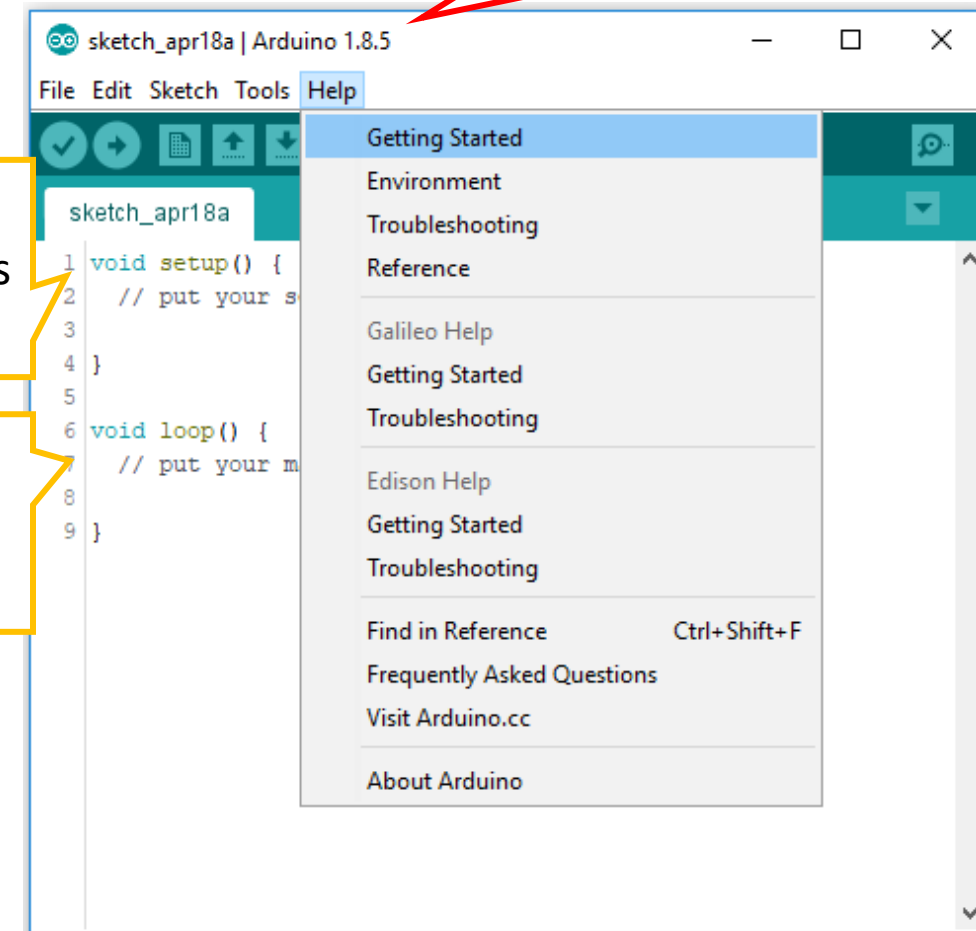 sketch_apr18a | Arduino 1.8.5
File Edit Sketch Tools Help
sketch_apr18a
s
1 void setup() {
2 // put your s
3
4 }
5
6 void loop() {
7 // put your m
8
9 }
Getting Started
Environment
Troubleshooting
Reference
Galileo Help
Getting Started
Troubleshooting
Edison Help
Getting Started
Troubleshooting
Find in Reference Ctrl+Shift+F
Frequently Asked Questions
Visit Arduino.cc
About Arduino